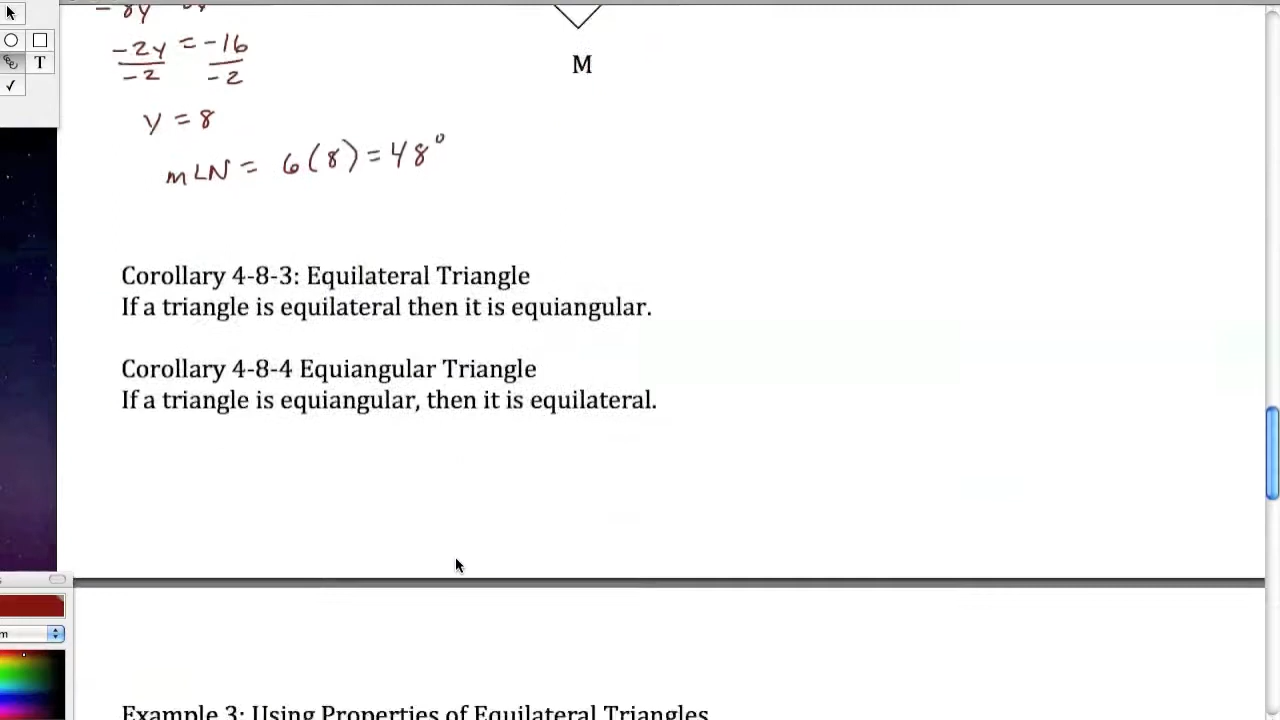 M
-2y = -16
-2 -2
y = 8
m∠N = 6(8) = 48°
Corollary 4-8-3: Equilateral Triangle
If a triangle is equilateral then it is equiangular.
Corollary 4-8-4 Equiangular Triangle
If a triangle is equiangular, then it is equilateral.
Example 3: Using Properties of Equilateral Triangles
T